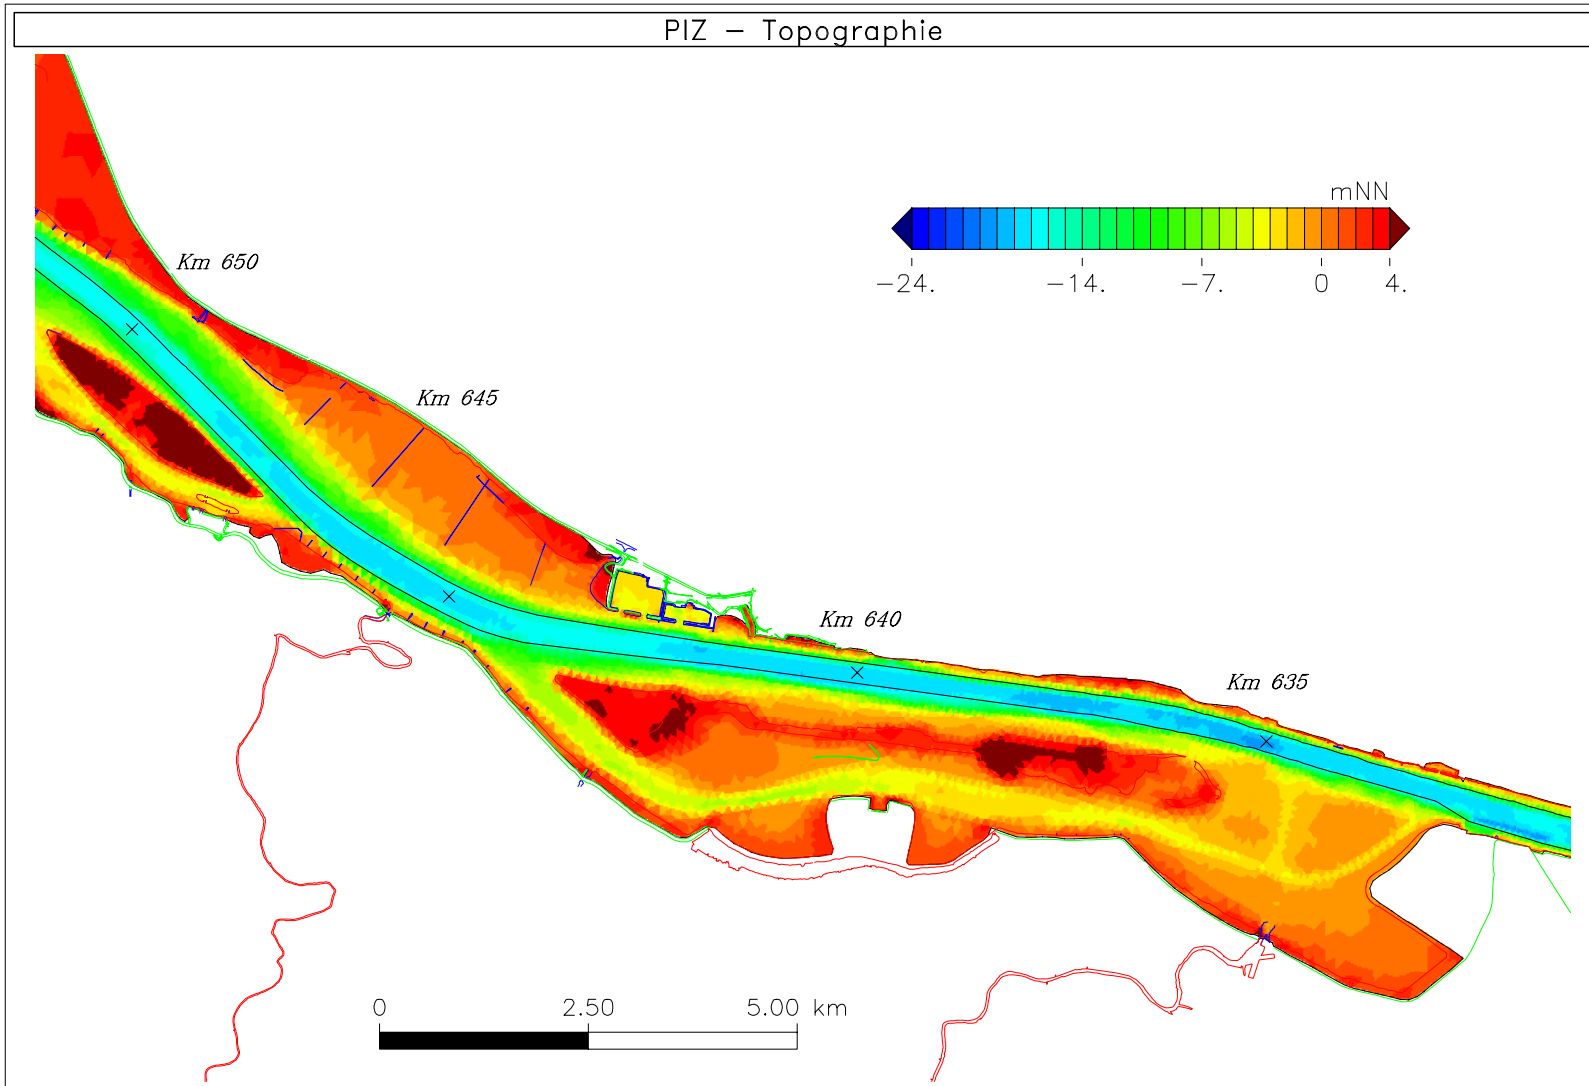 PIZ – Topographie
mNN
−24. −14. −7. 0 4.
Km 650
Km 645
Km 640
Km 635
0 2.50 5.00 km